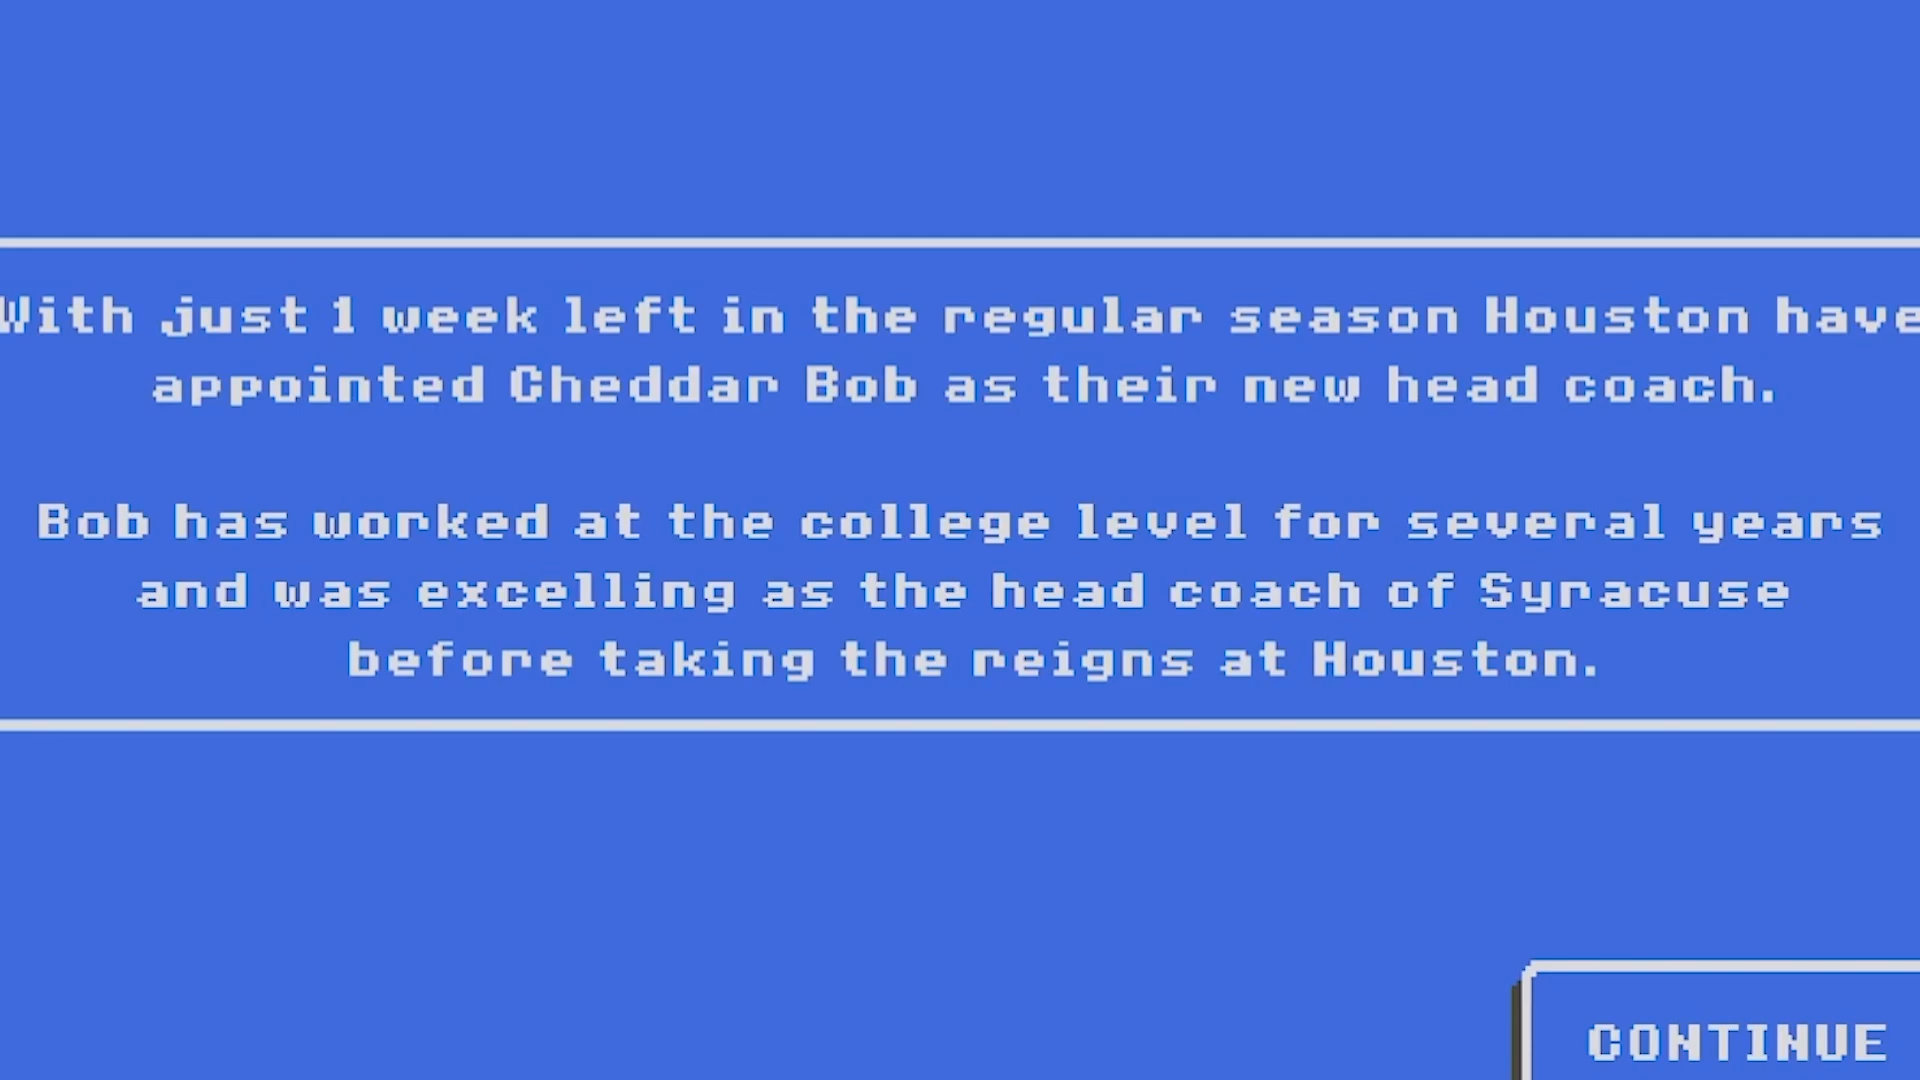 With just 1 week left in the regular season Houston have
appointed Cheddar Bob as their new head coach.
Bob has worked at the college level for several years
and was excelling as the head coach of Syracuse
before taking the reigns at Houston.
CONTINUE